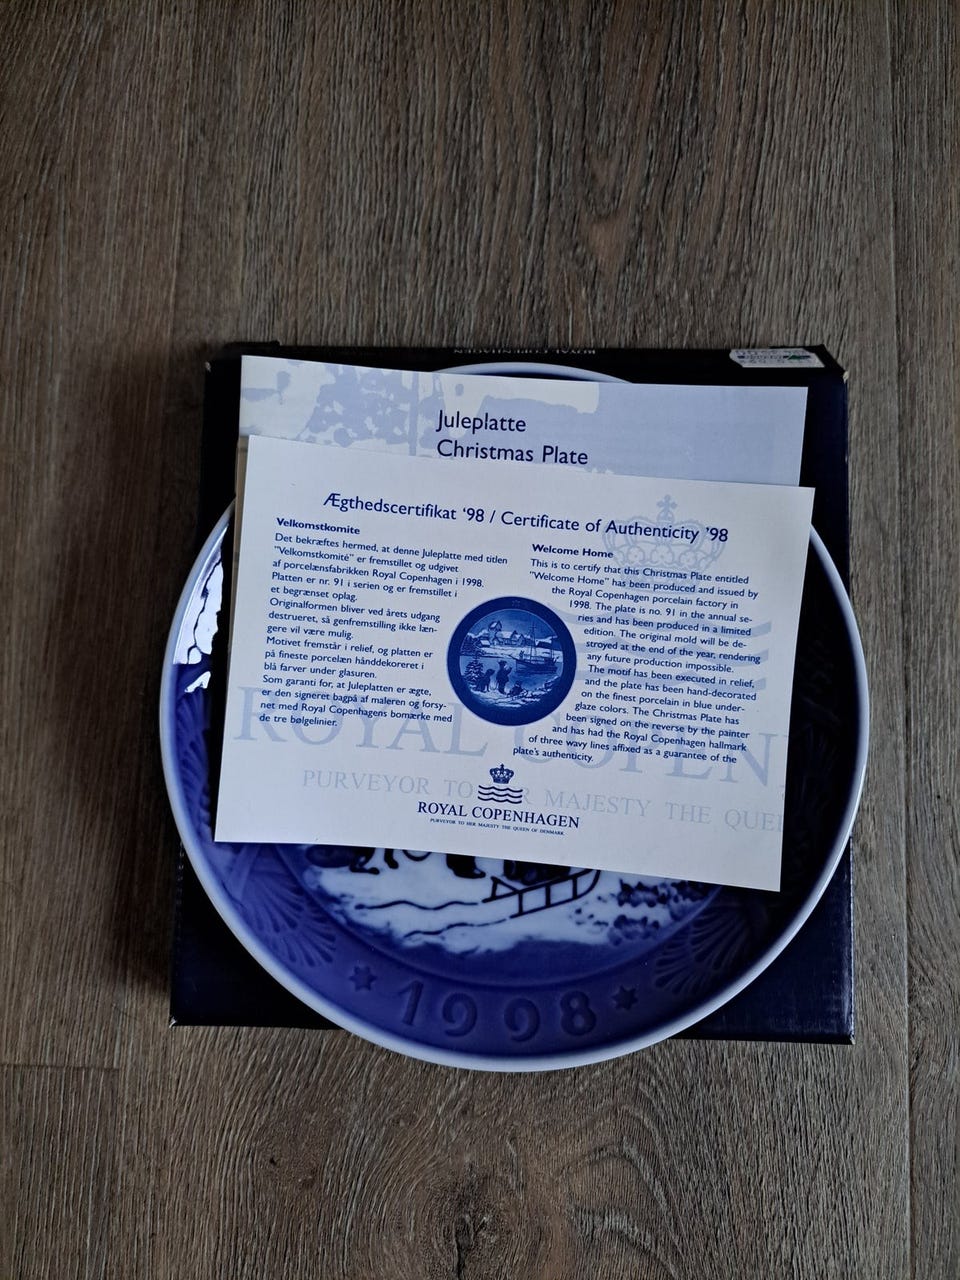 ROYAL COPENHAGEN
Juleplatte
Christmas Plate
Ægthedscertifikat '98 / Certificate of Authenticity '98
Velkomstkomite
Det bekræftes hermed, at denne Juleplatte med titlen
"Velkomstkomité" er fremstillet og udgivet
af porcelænsfabrikken Royal Copenhagen i 1998.
Platten er nr. 91 i serien og er fremstillet i
et begrænset oplag.
Originalformen bliver ved årets udgang
destrueret, så genfremstilling ikke læn-
gere vil være mulig.
Motivet fremstår i relief, og platten er
på fineste porcelæn hånddekoreret i
blå farver under glasuren.
Som garanti for, at Juleplatten er ægte,
er den signeret bagpå af maleren og forsy-
net med Royal Copenhagens bomærke med
de tre bølgelinier.
Welcome Home
This is to certify that this Christmas Plate entitled
"Welcome Home" has been produced and issued by
the Royal Copenhagen porcelain factory in
1998. The plate is no. 91 in the annual se-
ries and has been produced in a limited
edition. The original mold will be de-
stroyed at the end of the year, rendering
any future production impossible.
The motif has been executed in relief,
and the plate has been hand-decorated
on the finest porcelain in blue under-
glaze colors. The Christmas Plate has
been signed on the reverse by the painter
and has had the Royal Copenhagen hallmark
of three wavy lines affixed as a guarantee of the
plate's authenticity.
ROYAL COPEN
PURVEYOR TO HER MAJESTY THE QUE
ROYAL COPENHAGEN
PURVEYOR TO HER MAJESTY THE QUEEN OF DENMARK
1998